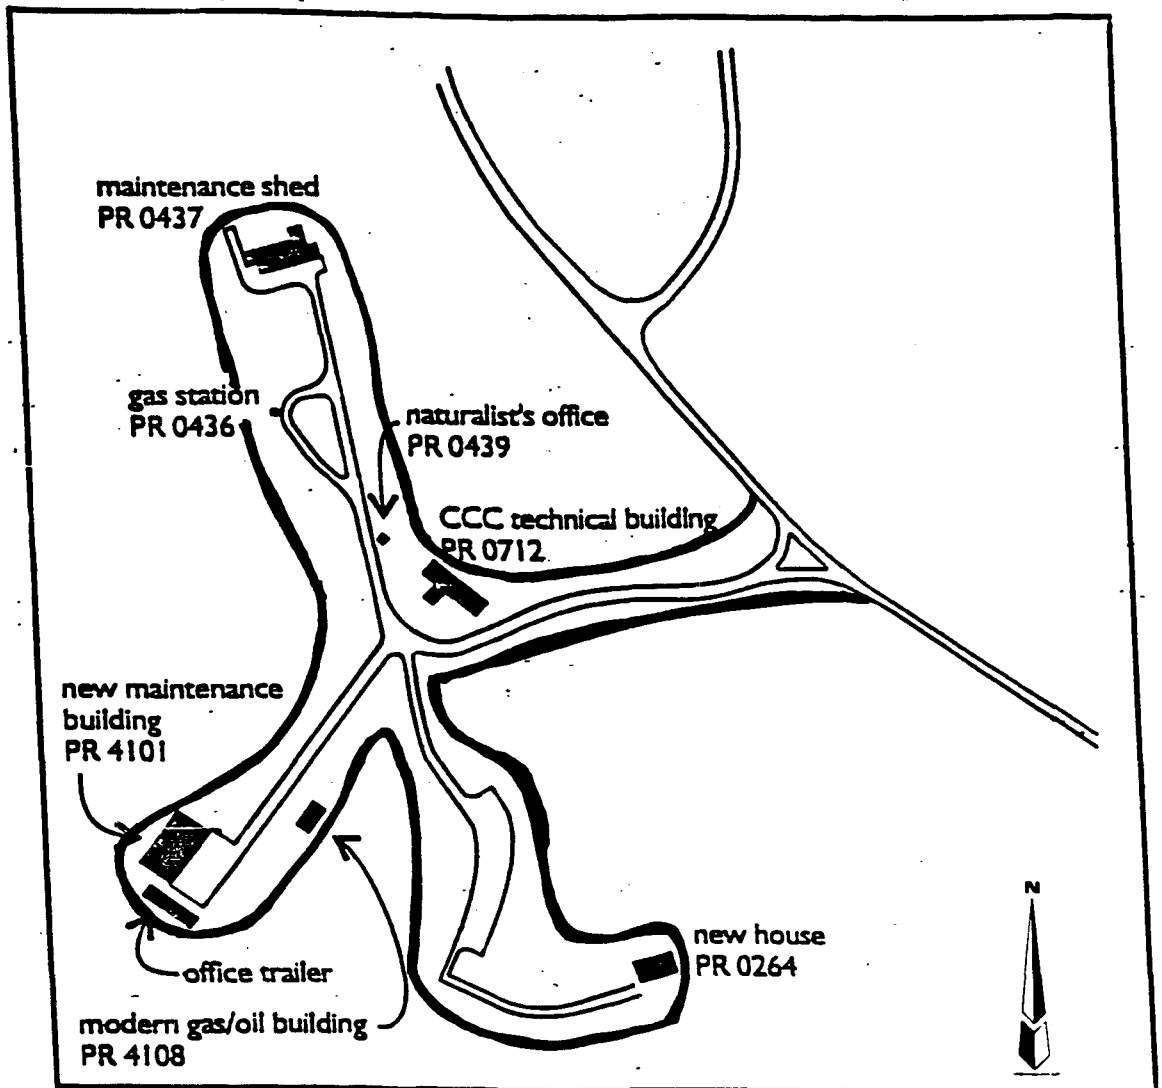 maintenance shed
PR 0437
gas station
PR 0436
naturalist's office
PR 0439
CCC technical building
PR 0712
new maintenance
building
PR 4101
N
new house
PR 0264
office trailer
modern gas/oil building
PR 4108